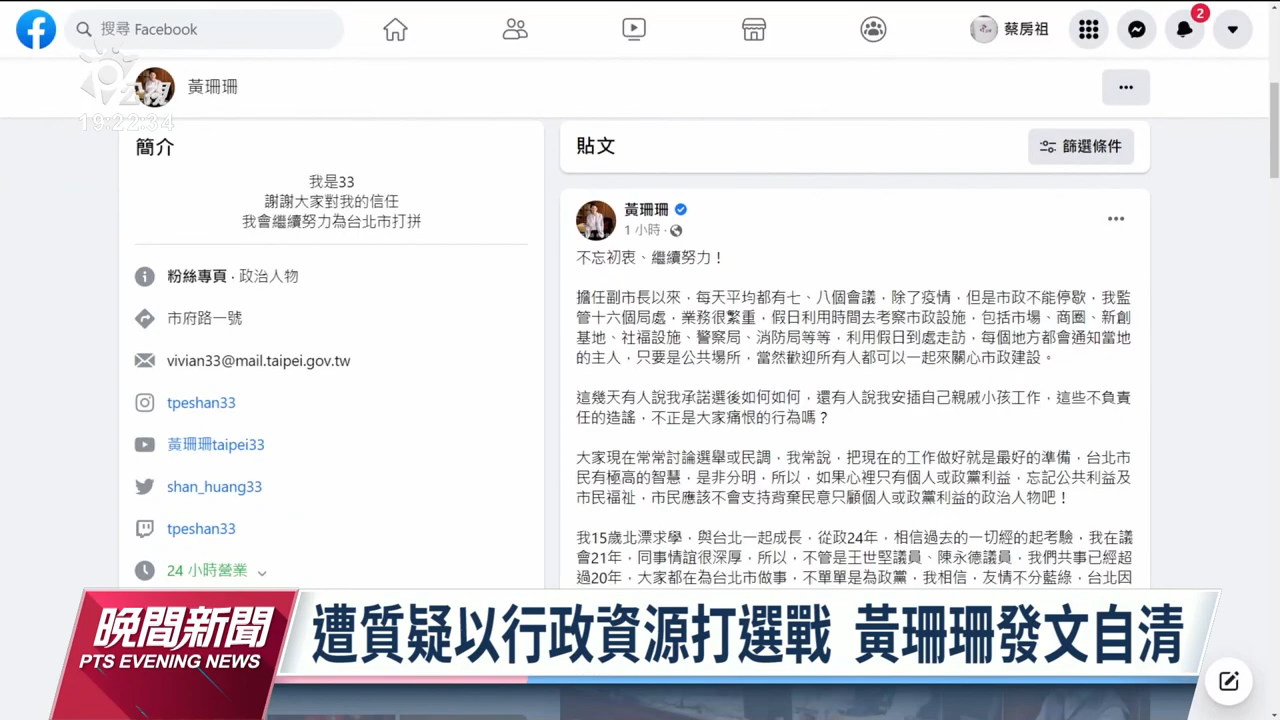 搜尋 Facebook
蔡房祖
2
公視
黃珊珊
19:22:34
簡介
我是33
謝謝大家對我的信任
我會繼續努力為台北市打拼
粉絲專頁 · 政治人物
市府路一號
vivian33@mail.taipei.gov.tw
tpeshan33
黃珊珊taipei33
shan_huang33
tpeshan33
24 小時營業
貼文
篩選條件
黃珊珊
1 小時 ·
不忘初衷、繼續努力！
擔任副市長以來，每天平均都有七、八個會議，除了疫情，但是市政不能停歇，我監
管十六個局處，業務很繁重，假日利用時間去考察市政設施，包括市場、商圈、新創
基地、社福設施、警察局、消防局等等，利用假日到處走訪，每個地方都會通知當地
的主人，只要是公共場所，當然歡迎所有人都可以一起來關心市政建設。
這幾天有人說我承諾選後如何如何，還有人說我安插自己親戚小孩工作，這些不負責
任的造謠，不正是大家痛恨的行為嗎？
大家現在常常討論選舉或民調，我常說，把現在的工作做好就是最好的準備，台北市
民有極高的智慧，是非分明，所以，如果心裡只有個人或政黨利益，忘記公共利益及
市民福祉，市民應該不會支持背棄民意只顧個人或政黨利益的政治人物吧！
我15歲北漂求學，與台北一起成長，從政24年，相信過去的一切經的起考驗，我在議
會21年，同事情誼很深厚，所以，不管是王世堅議員、陳永德議員，我們共事已經超
過20年，大家都在為台北市做事，不單單是為政黨，我相信，友情不分藍綠，台北因
晚間新聞
PTS EVENING NEWS
遭質疑以行政資源打選戰 黃珊珊發文自清